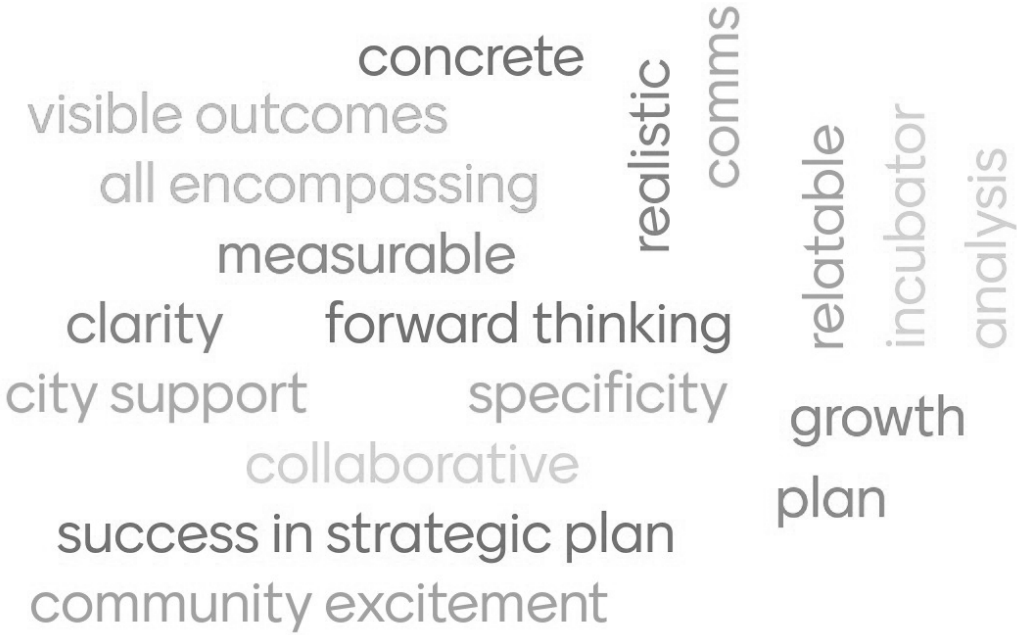 concrete
visible outcomes
all encompassing
measurable
clarity
forward thinking
city support
specificity
collaborative
success in strategic plan
community excitement
realistic
comms
relatable
incubator
analysis
growth
plan